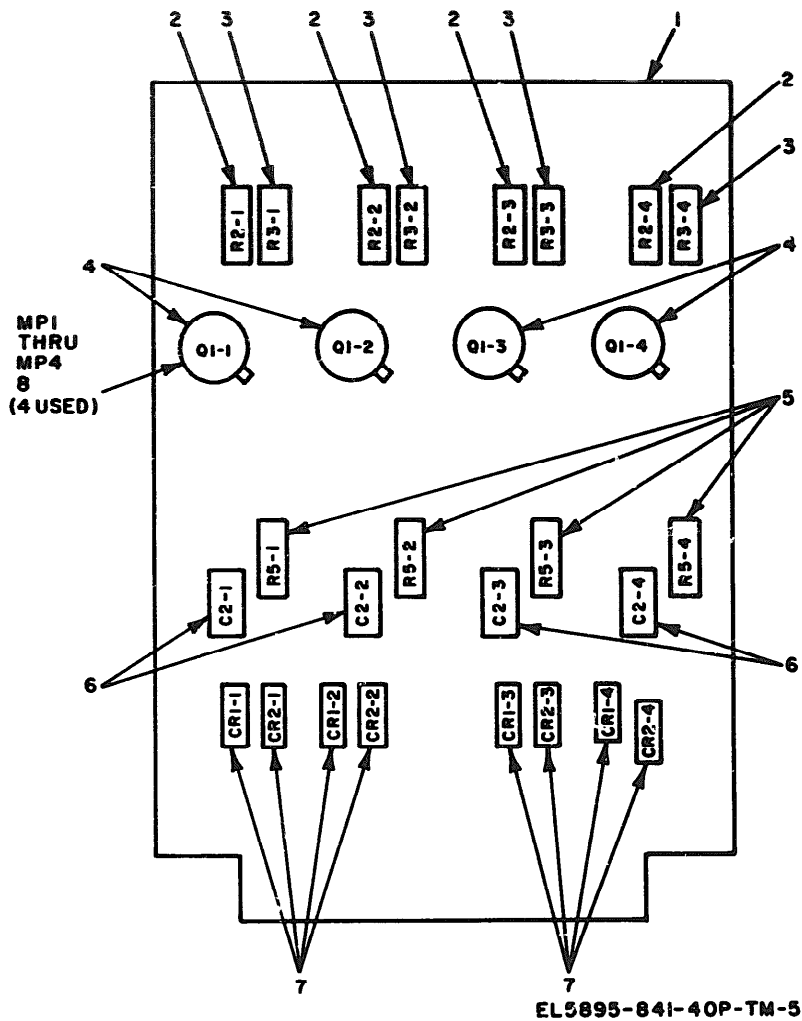 2 3 2 3 2 3 1
2
3
R2-1 R3-1 R2-2 R3-2 R2-3 R3-3 R2-4 R3-4
4 4
MP1
THRU
MP4
8
(4 USED)
Q1-1 Q1-2 Q1-3 Q1-4
5
R5-1 R5-2 R5-3 R5-4
C2-1 C2-2 C2-3 C2-4
6 6
CR1-1 CR2-1 CR1-2 CR2-2 CR1-3 CR2-3 CR1-4 CR2-4
7 7
EL5895-841-40P-TM-5